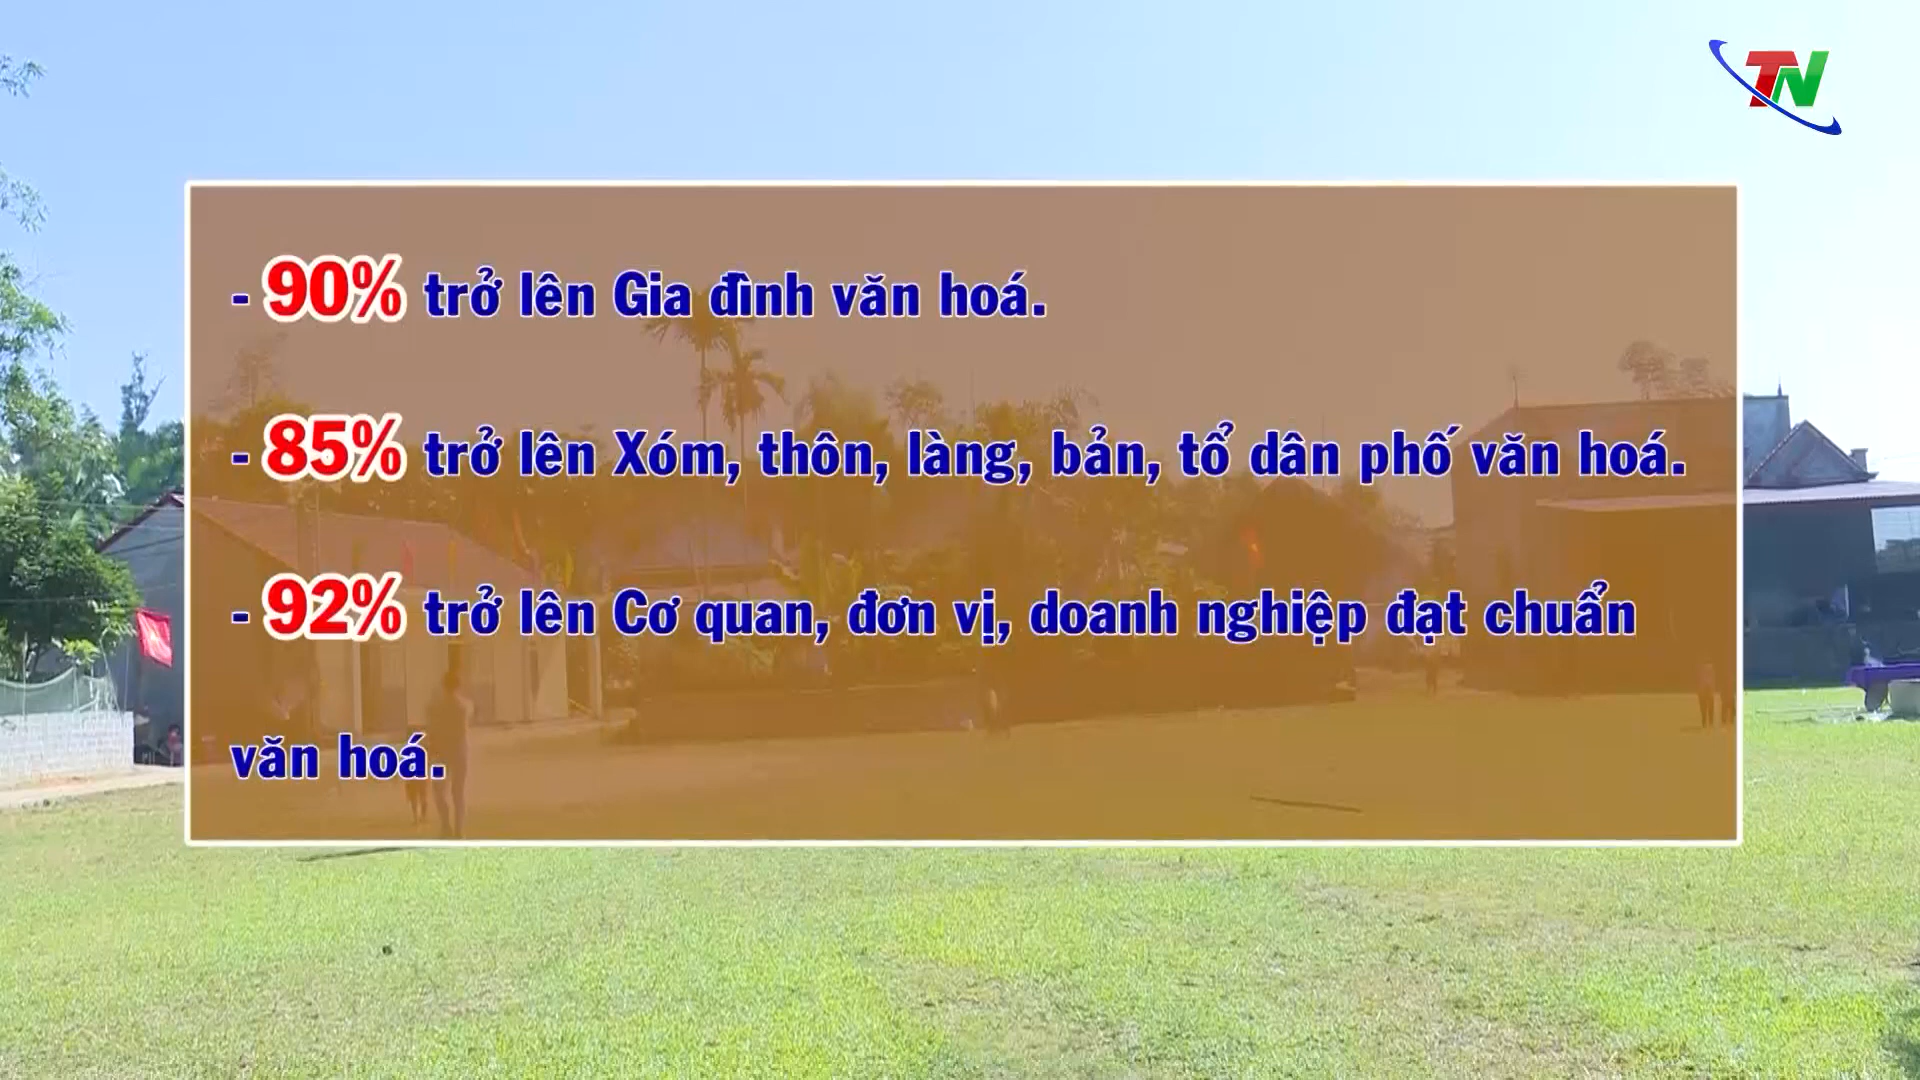 TN
- 90% trở lên Gia đình văn hoá.
- 85% trở lên Xóm, thôn, làng, bản, tổ dân phố văn hoá.
- 92% trở lên Cơ quan, đơn vị, doanh nghiệp đạt chuẩn
văn hoá.